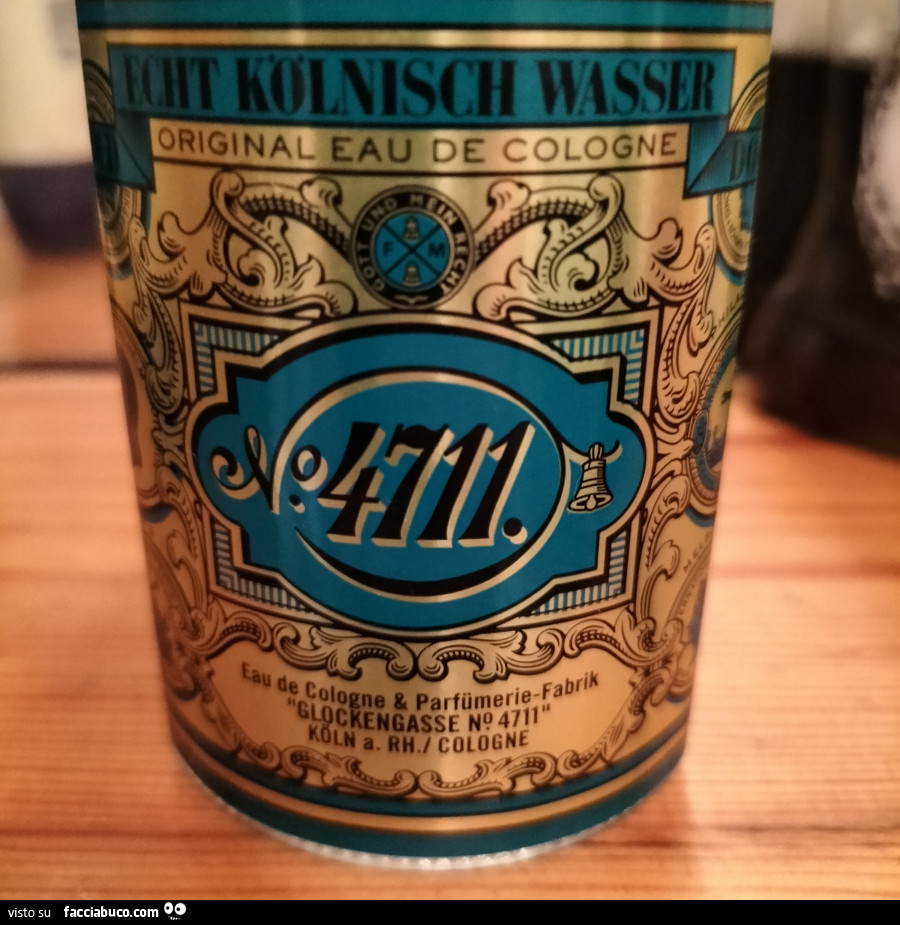 ECHT KÖLNISCH WASSER
ORIGINAL EAU DE COLOGNE
GOTT UND MEIN RECHT
F M
No. 4711.
Eau de Cologne & Parfümerie-Fabrik
"GLOCKENGASSE No 4711"
KÖLN a. RH./ COLOGNE
visto su facciabuco.com